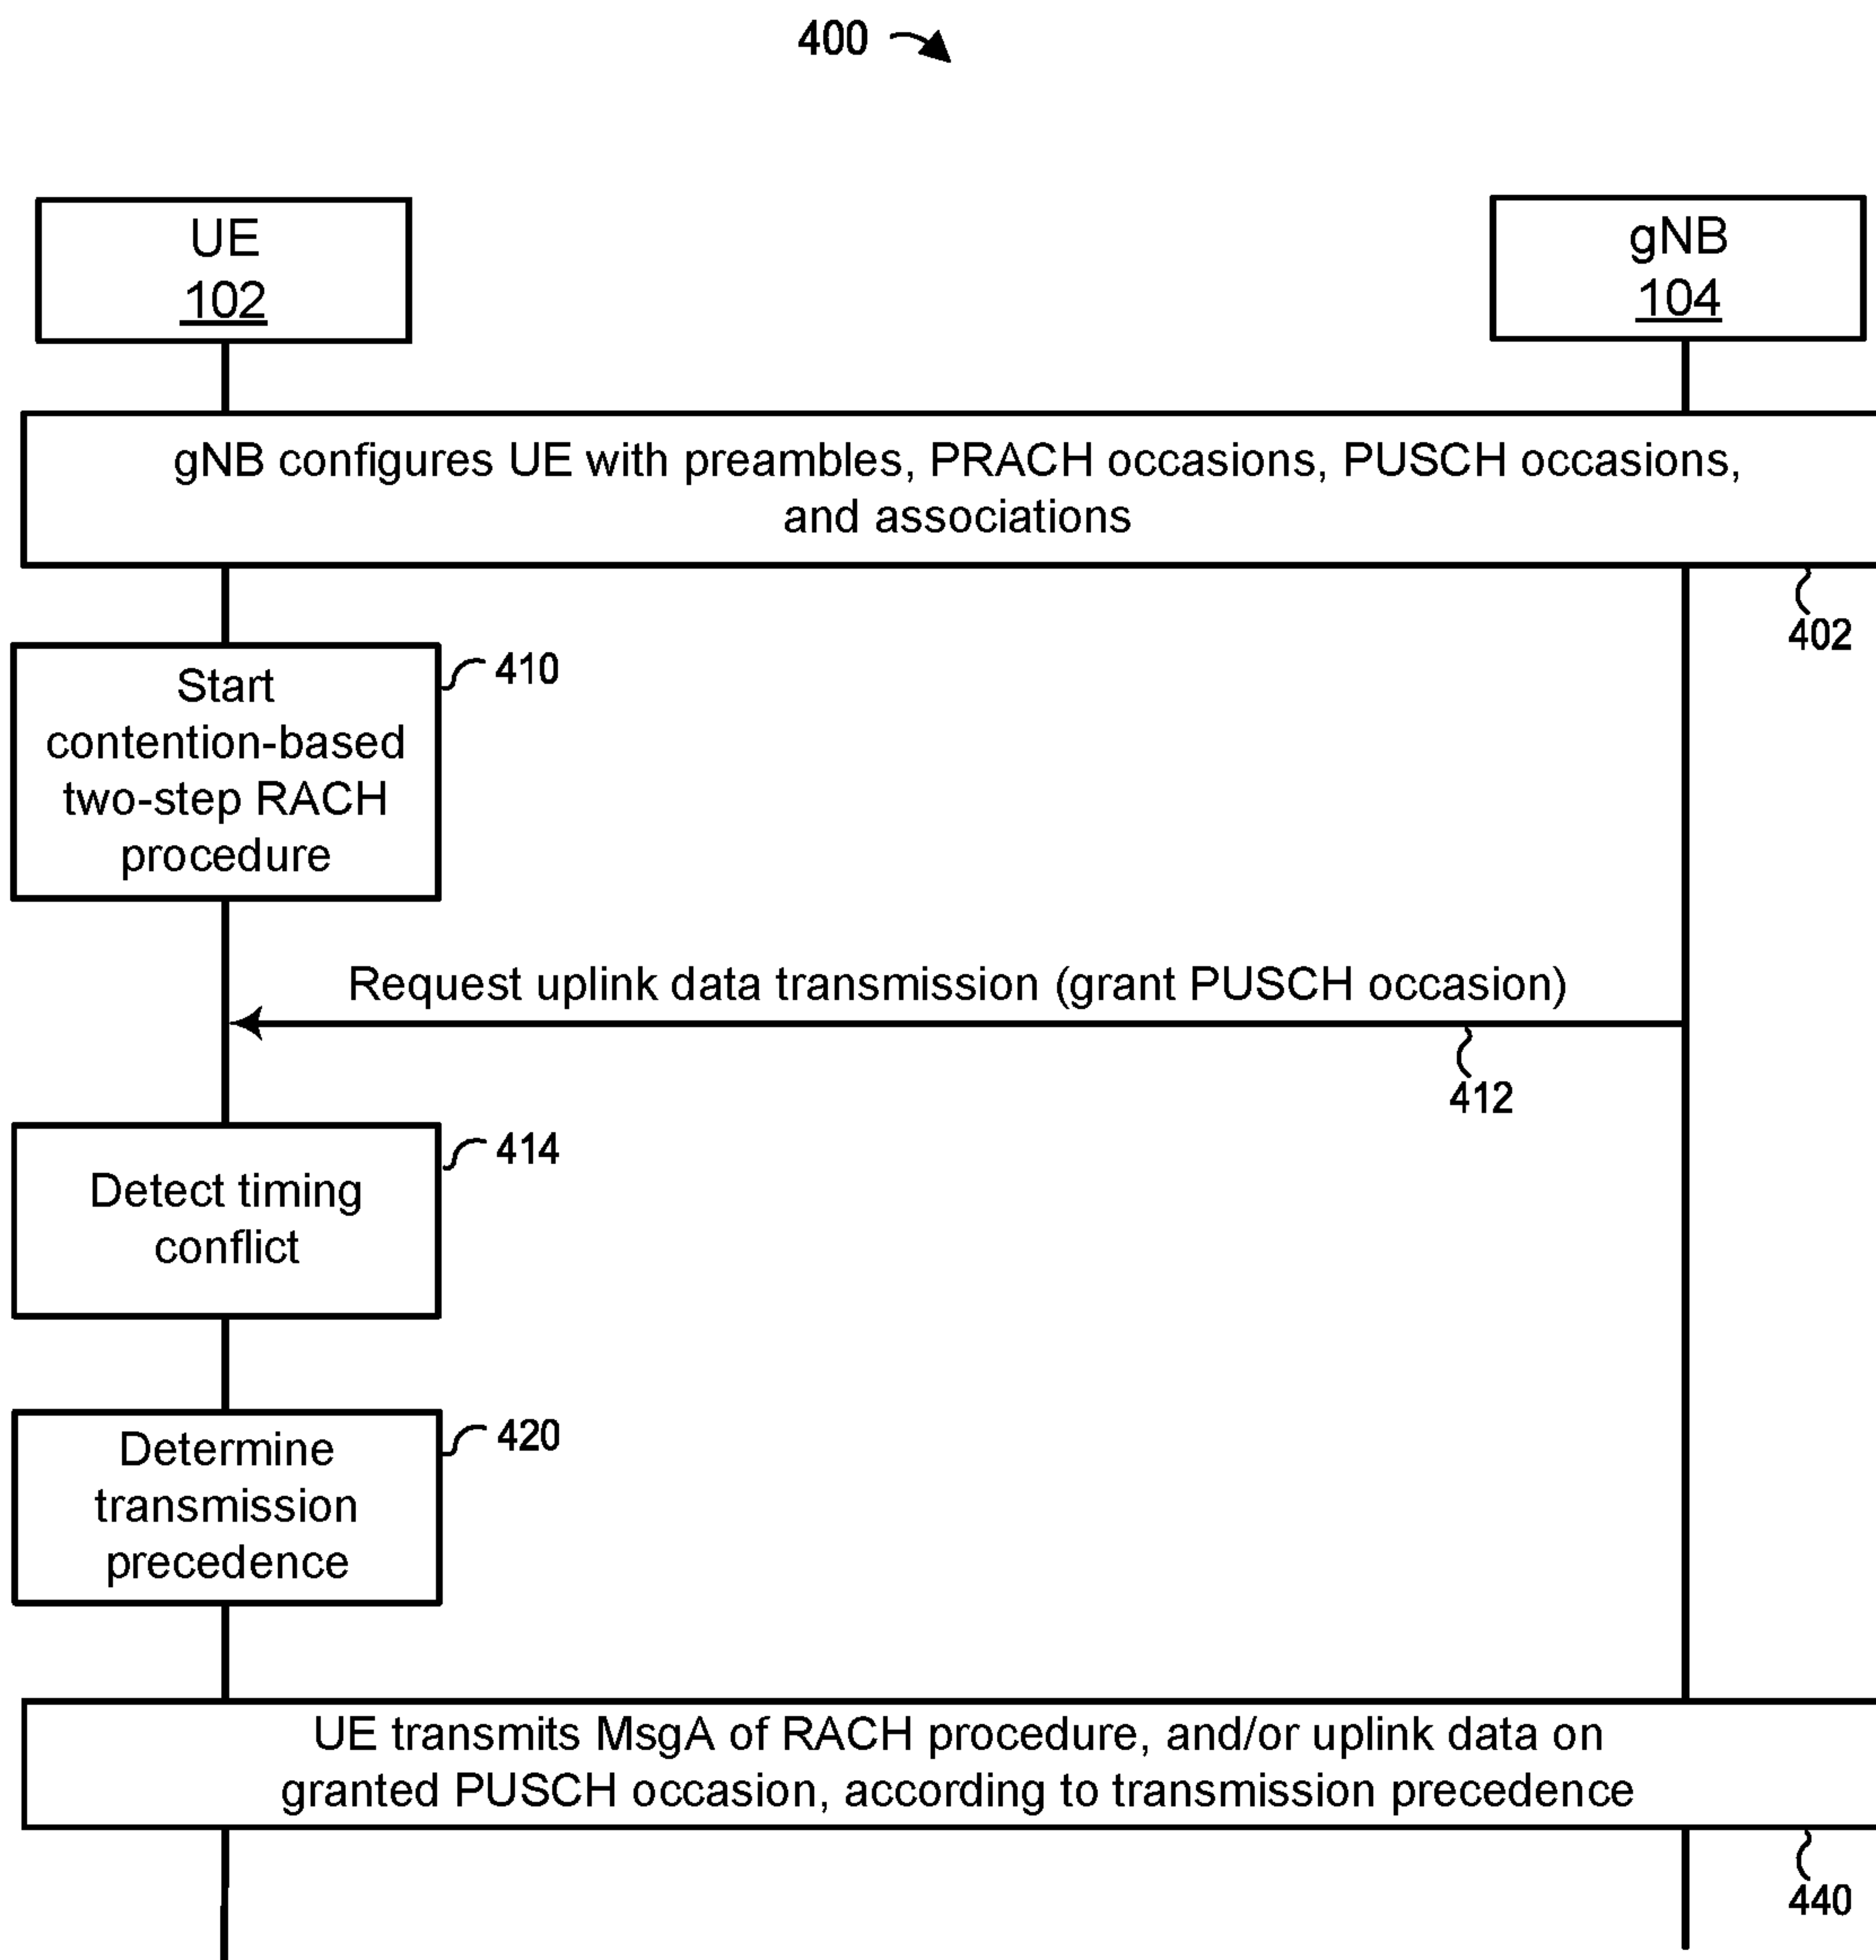 400
UE
102
gNB
104
gNB configures UE with preambles, PRACH occasions, PUSCH occasions,
and associations
402
Start
contention-based
two-step RACH
procedure
410
Request uplink data transmission (grant PUSCH occasion)
412
Detect timing
conflict
414
Determine
transmission
precedence
420
UE transmits MsgA of RACH procedure, and/or uplink data on
granted PUSCH occasion, according to transmission precedence
440